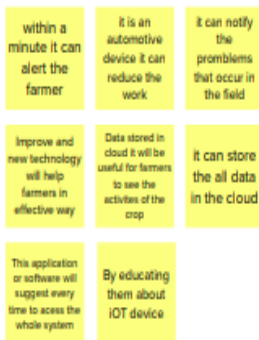 within a
minute it can
alert the
farmer
it is an
automotive
device it can
reduce the
work
it can notify
the
promblems
that occur in
the field
Improve and
new technology
will help
farmers in
effective way
Data stored in
cloud it will be
useful for farmers
to see the
activites of the
crop
it can store
the all data
in the cloud
This application
or software will
suggest every
time to acess the
whole system
By educating
them about
iOT device